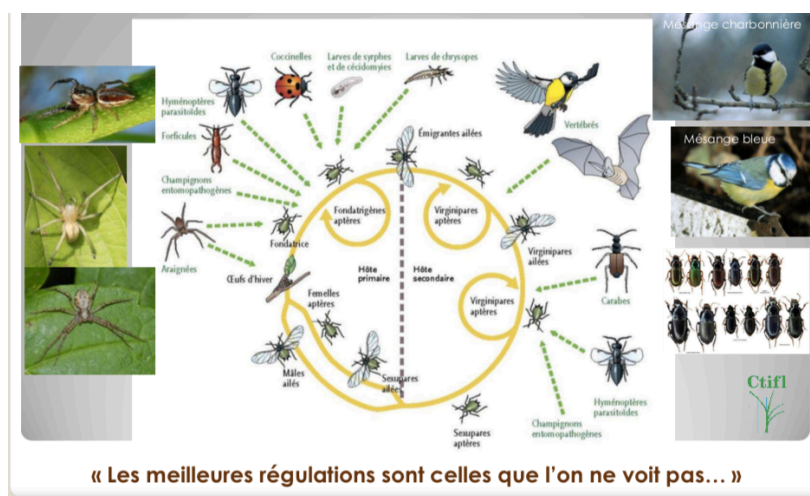 Mésange charbonnière
Coccinelles
Larves de syrphes
et de cécidomyies
Larves de chrysopes
Hyménoptères
parasitoïdes
Forficules
Champignons
entomopathogènes
Araignées
Émigrantes ailées
Vertébrés
Mésange bleue
Fondatrigènes
aptères
Virginipares
aptères
Fondatrice
Virginipares
ailées
Œufs d'hiver
Hôte
primaire
Hôte
secondaire
Femelles
aptères
Virginipares
aptères
Carabes
Mâles
ailés
Sexupares
ailées
Sexupares
aptères
Hyménoptères
parasitoïdes
Champignons
entomopathogènes
Ctifl
« Les meilleures régulations sont celles que l'on ne voit pas... »